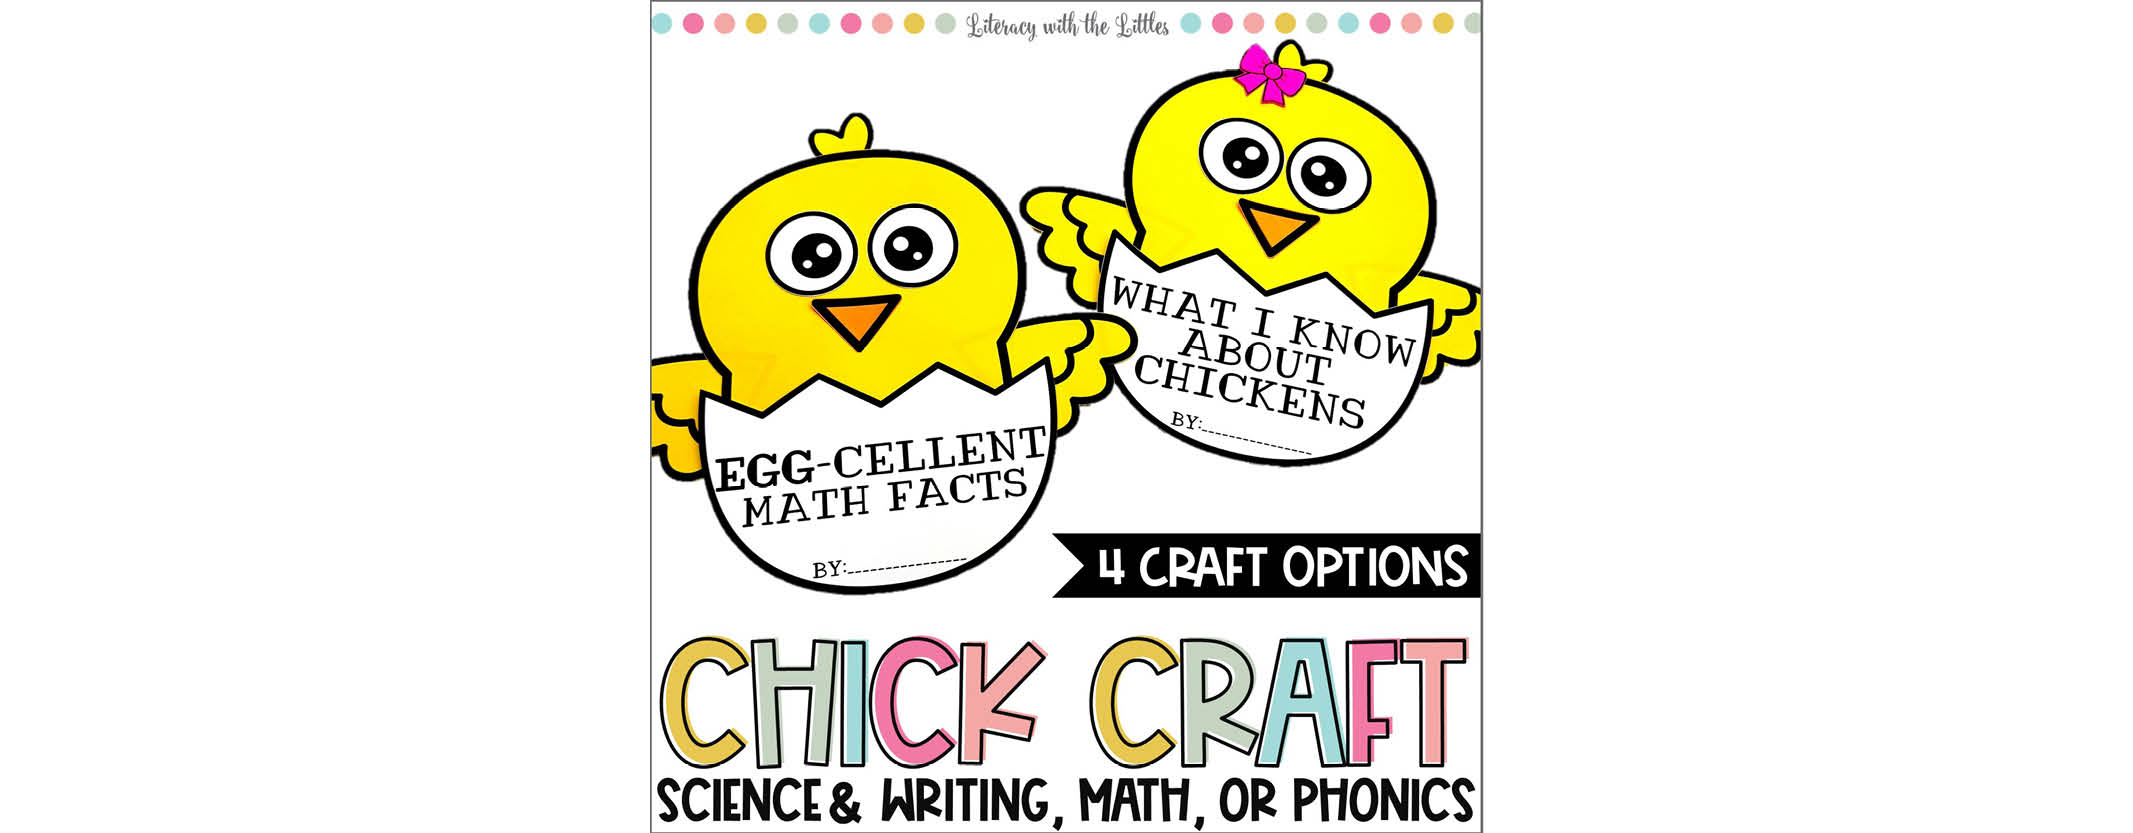 Literacy with the Littles
WHAT I KNOW
ABOUT
CHICKENS
BY:
EGG-CELLENT
MATH FACTS
BY:
4 CRAFT OPTIONS
CHICK CRAFT
SCIENCE & WRITING, MATH, OR PHONICS